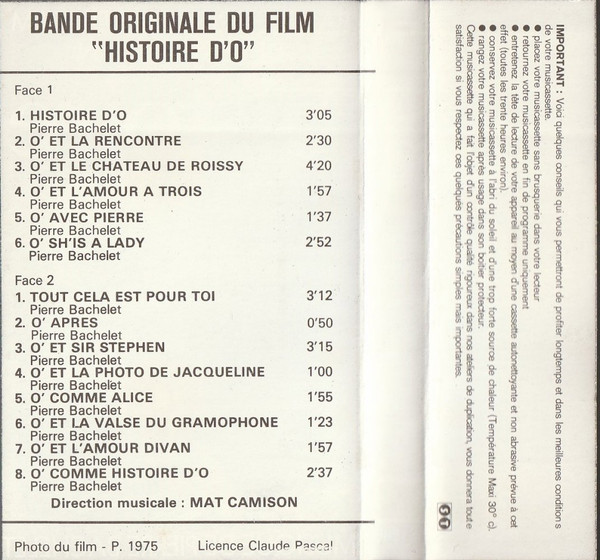 BANDE ORIGINALE DU FILM
"HISTOIRE D'O"
Face 1
1. HISTOIRE D'O 3'05
Pierre Bachelet
2. O' ET LA RENCONTRE 2'30
Pierre Bachelet
3. O' ET LE CHATEAU DE ROISSY 4'20
Pierre Bachelet
4. O' ET L'AMOUR A TROIS 1'57
Pierre Bachelet
5. O' AVEC PIERRE 1'37
Pierre Bachelet
6. O' SH'IS A LADY 2'52
Pierre Bachelet
Face 2
1. TOUT CELA EST POUR TOI 3'12
Pierre Bachelet
2. O' APRES 0'50
Pierre Bachelet
3. O' ET SIR STEPHEN 3'15
Pierre Bachelet
4. O' ET LA PHOTO DE JACQUELINE 1'00
Pierre Bachelet
5. O' COMME ALICE 1'55
Pierre Bachelet
6. O' ET LA VALSE DU GRAMOPHONE 1'23
Pierre Bachelet
7. O' ET L'AMOUR DIVAN 1'57
Pierre Bachelet
8. O' COMME HISTOIRE D'O 2'37
Pierre Bachelet
Direction musicale : MAT CAMISON
Photo du film - P. 1975 Licence Claude Pascal
IMPORTANT : Voici quelques conseils qui vous permettront de profiter longtemps et dans les meilleures conditions
de votre musicassette.
● placez votre musicassette sans brusquerie dans votre lecteur
● retournez votre musicassette en fin de programme uniquement
● entretenez la tête de lecture de votre appareil au moyen d'une cassette autonettoyante et non abrasive prévue à cet
effet (toutes les trente heures environ).
● conservez votre musicassette à l'abri du soleil et d'une trop forte source de chaleur (Température Maxi 30° c).
● rangez votre musicassette après usage dans son boitier protecteur.
Cette musicassette qui a fait l'objet d'un contrôle qualité rigoureux dans nos ateliers de duplication, vous donnera toute
satisfaction si vous respectez ces quelques précautions simples mais importantes.